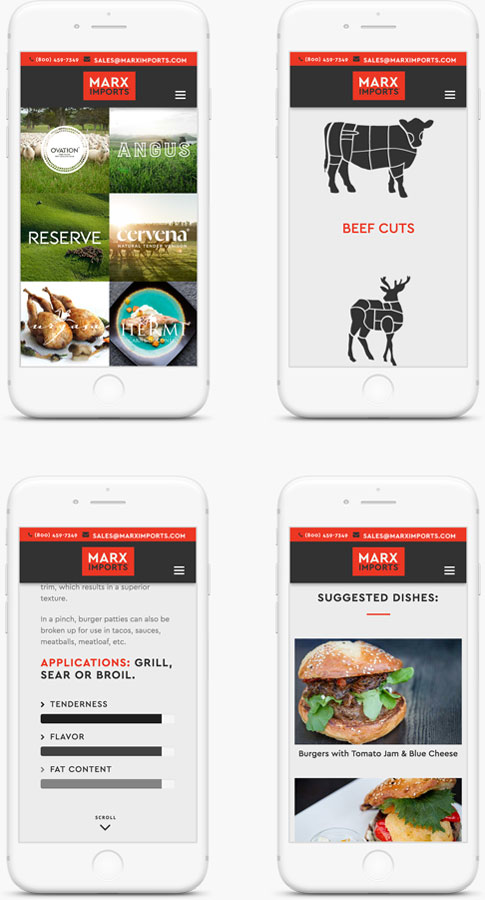 (800) 459-7349 SALES@MARXIMPORTS.COM
MARX
IMPORTS
OVATION
ANGUS
RESERVE
cervena
NATURAL TENDER VENISON
(800) 459-7349 SALES@MARXIMPORTS.COM
MARX
IMPORTS
BEEF CUTS
(800) 459-7349 SALES@MARXIMPORTS.COM
MARX
IMPORTS
trim, which results in a superior
texture.
In a pinch, burger patties can also be
broken up for use in tacos, sauces,
meatballs, meatloaf, etc.
APPLICATIONS: GRILL,
SEAR OR BROIL.
TENDERNESS
FLAVOR
FAT CONTENT
SCROLL
(800) 459-7349 SALES@MARXIMPORTS.COM
MARX
IMPORTS
SUGGESTED DISHES:
Burgers with Tomato Jam & Blue Cheese